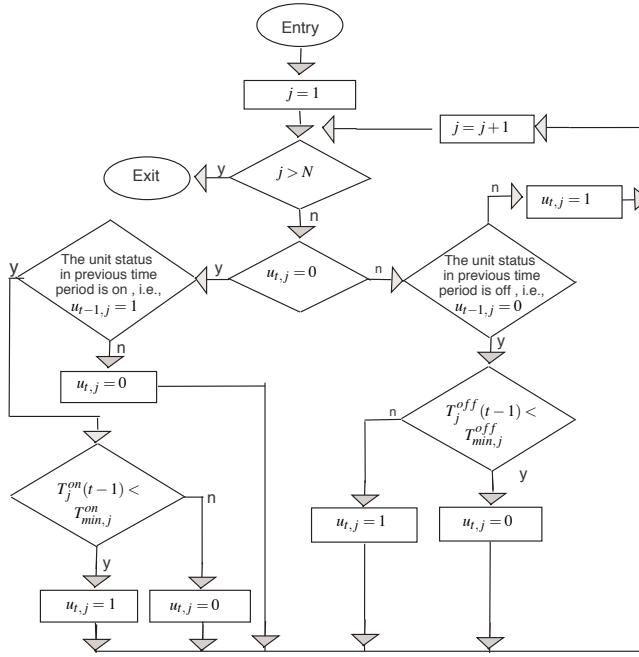 Entry
j = 1
j = j + 1
j > N
y
Exit
n
n
u_{t,j} = 1
u_{t,j} = 0
y
n
The unit status
in previous time
period is on , i.e.,
u_{t−1,j} = 1
y
n
The unit status
in previous time
period is off , i.e.,
u_{t−1,j} = 0
y
u_{t,j} = 0
T_j^{off}(t − 1) <
T_{min,j}^{off}
n
y
T_j^{on}(t − 1) <
T_{min,j}^{on}
n
y
u_{t,j} = 1
u_{t,j} = 0
u_{t,j} = 1
u_{t,j} = 0